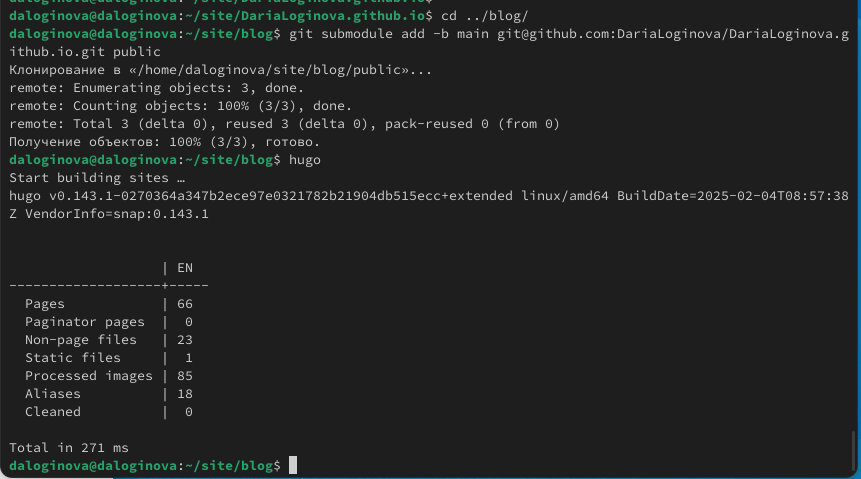 daloginova@daloginova:~/site/DariaLoginova.github.io$
daloginova@daloginova:~/site/DariaLoginova.github.io$ cd ../blog/
daloginova@daloginova:~/site/blog$ git submodule add -b main git@github.com:DariaLoginova/DariaLoginova.g
ithub.io.git public
Клонирование в «/home/daloginova/site/blog/public»...
remote: Enumerating objects: 3, done.
remote: Counting objects: 100% (3/3), done.
remote: Total 3 (delta 0), reused 3 (delta 0), pack-reused 0 (from 0)
Получение объектов: 100% (3/3), готово.
daloginova@daloginova:~/site/blog$ hugo
Start building sites …
hugo v0.143.1-0270364a347b2ece97e0321782b21904db515ecc+extended linux/amd64 BuildDate=2025-02-04T08:57:38
Z VendorInfo=snap:0.143.1
                   | EN
-------------------+-----
  Pages            | 66
  Paginator pages  |  0
  Non-page files   | 23
  Static files     |  1
  Processed images | 85
  Aliases          | 18
  Cleaned          |  0
Total in 271 ms
daloginova@daloginova:~/site/blog$